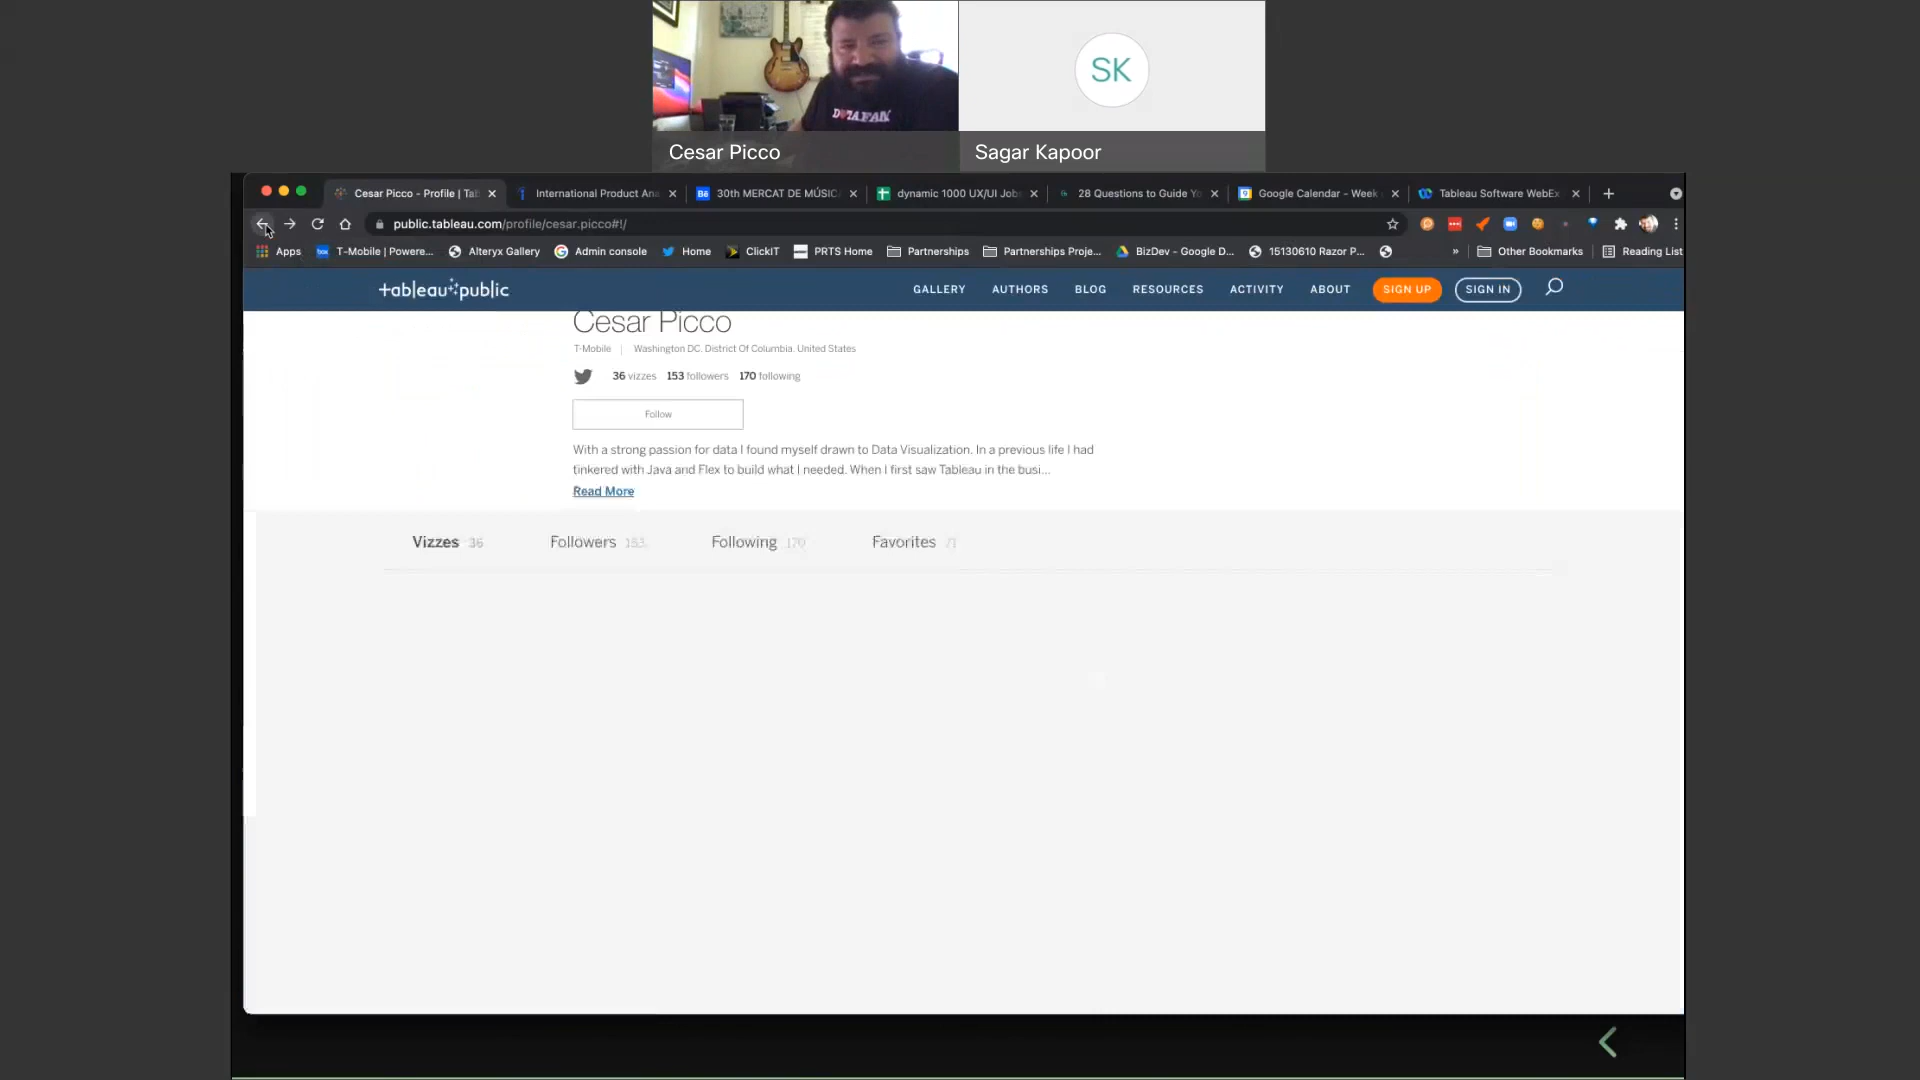 SK
D♥TAFAM
Cesar Picco
Sagar Kapoor
Cesar Picco - Profile | Tab
International Product Ana
Bē 30th MERCAT DE MÚSIC
dynamic 1000 UX/UI Job
28 Questions to Guide Yo
Google Calendar - Week
Tableau Software WebEx
public.tableau.com/profile/cesar.picco#!/
Apps
T-Mobile | Powere...
Alteryx Gallery
Admin console
Home
ClickIT
PRTS Home
Partnerships
Partnerships Proje...
BizDev - Google D...
15130610 Razor P...
»
Other Bookmarks
Reading List
+ableau public
GALLERY
AUTHORS
BLOG
RESOURCES
ACTIVITY
ABOUT
SIGN UP
SIGN IN
Cesar Picco
T-Mobile | Washington DC, District Of Columbia, United States
36 vizzes 153 followers 170 following
Follow
With a strong passion for data I found myself drawn to Data Visualization. In a previous life I had
tinkered with Java and Flex to build what I needed. When I first saw Tableau in the busi...
Read More
Vizzes 36
Followers 153
Following 170
Favorites 71